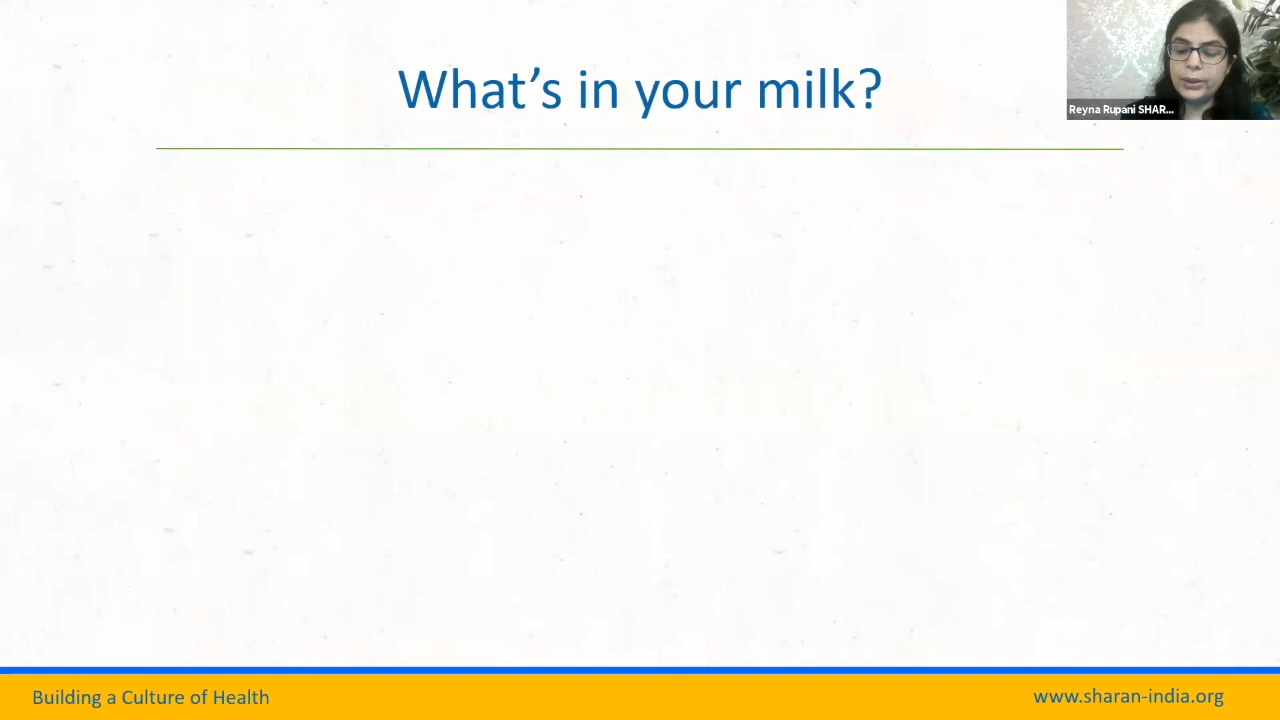 What’s in your milk?
Reyna Rupani SHAR...
Building a Culture of Health
www.sharan-india.org